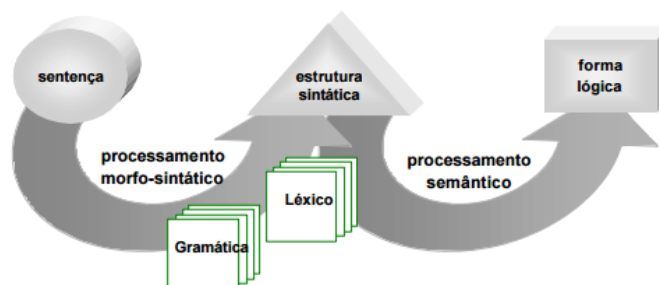 sentença
estrutura
sintática
forma
lógica
processamento
morfo-sintático
processamento
semântico
Léxico
Gramática